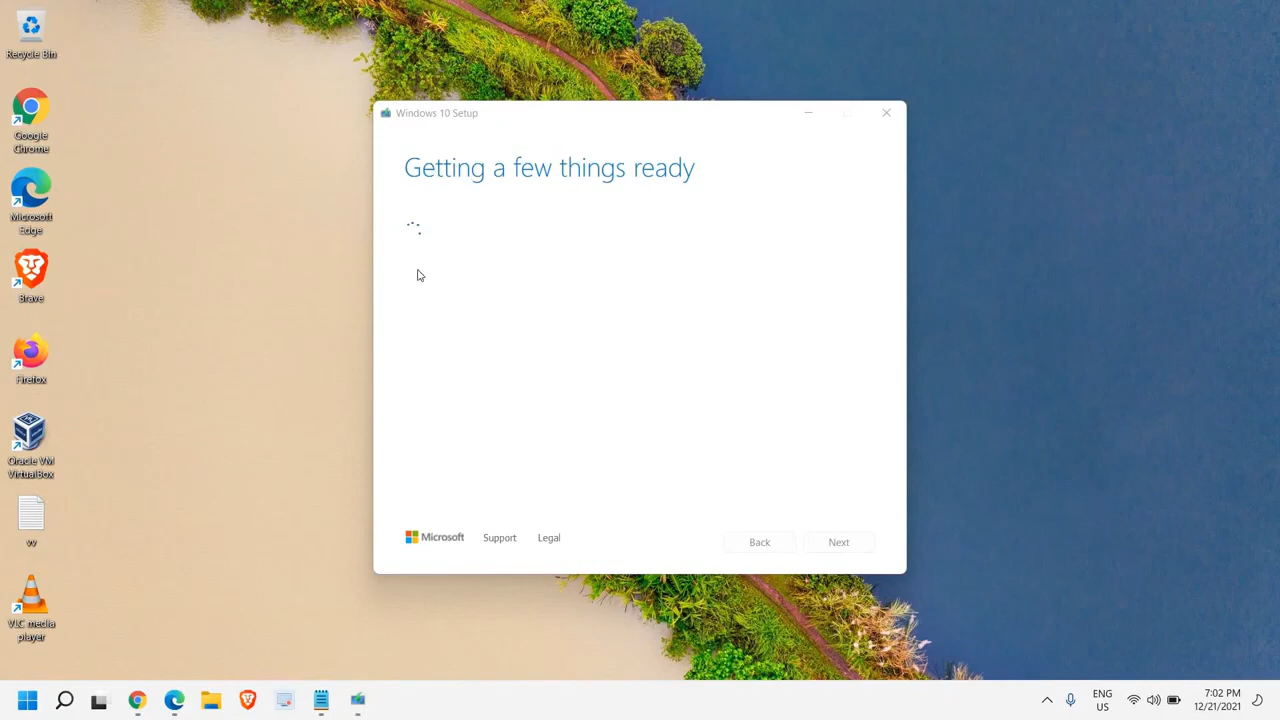 Recycle Bin
Google
Chrome
Microsoft
Edge
Brave
Firefox
Oracle VM
VirtualBox
vv
VLC media
player
Windows 10 Setup
Getting a few things ready
Microsoft
Support
Legal
Back
Next
ENG
US
7:02 PM
12/21/2021